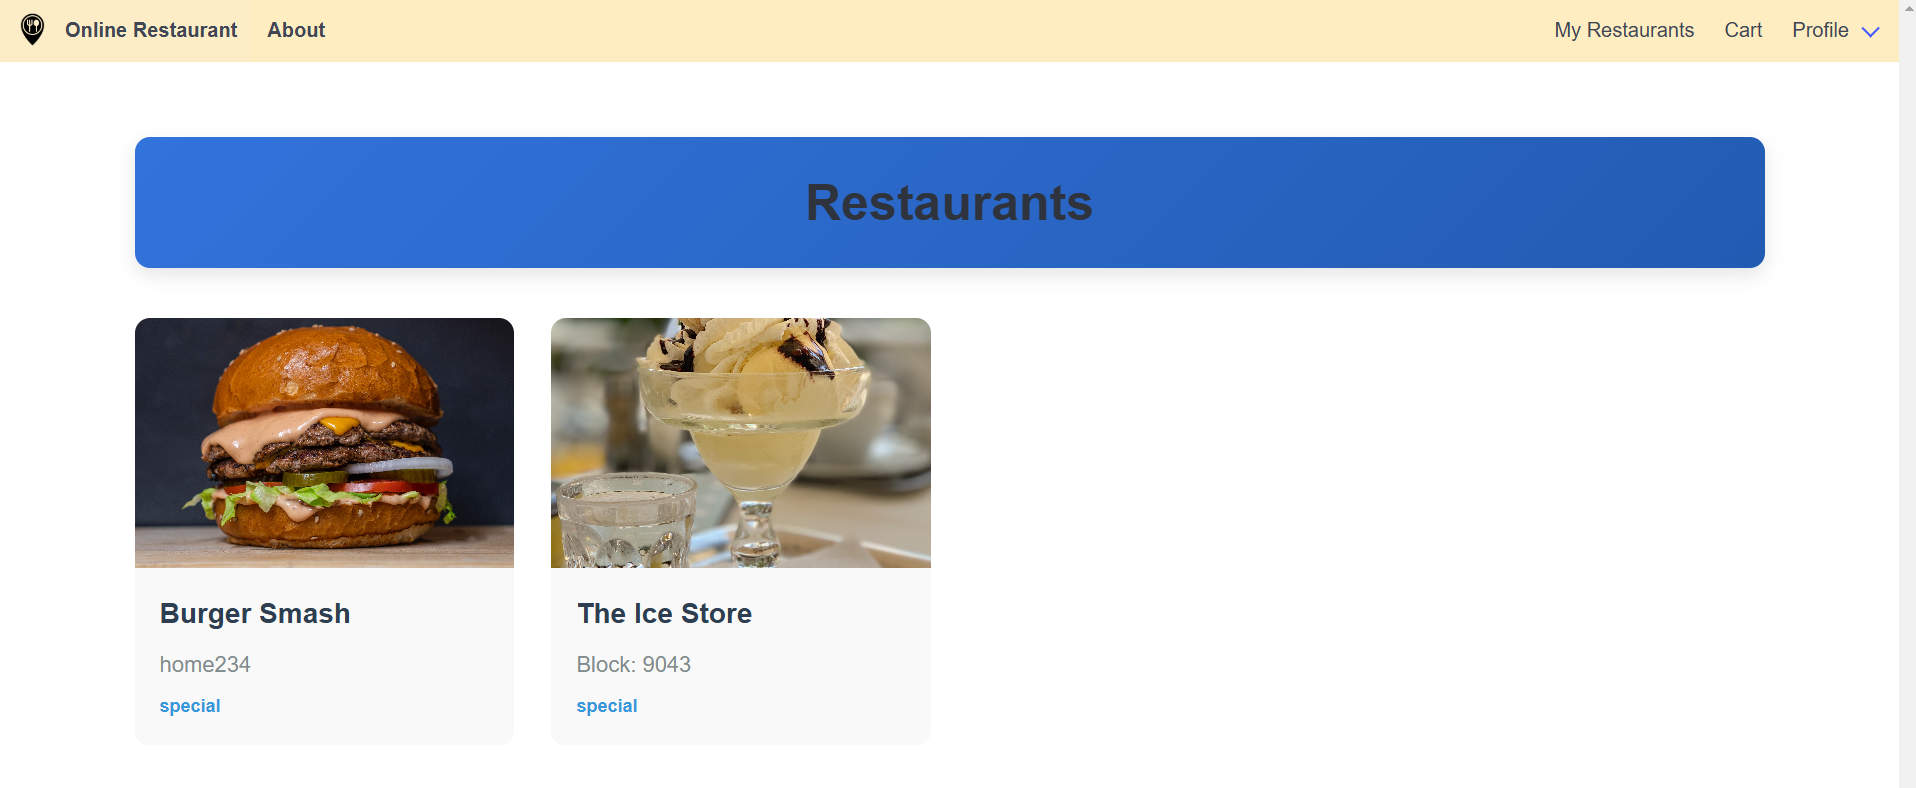 Online Restaurant About My Restaurants Cart Profile
Restaurants
Burger Smash
home234
special
The Ice Store
Block: 9043
special